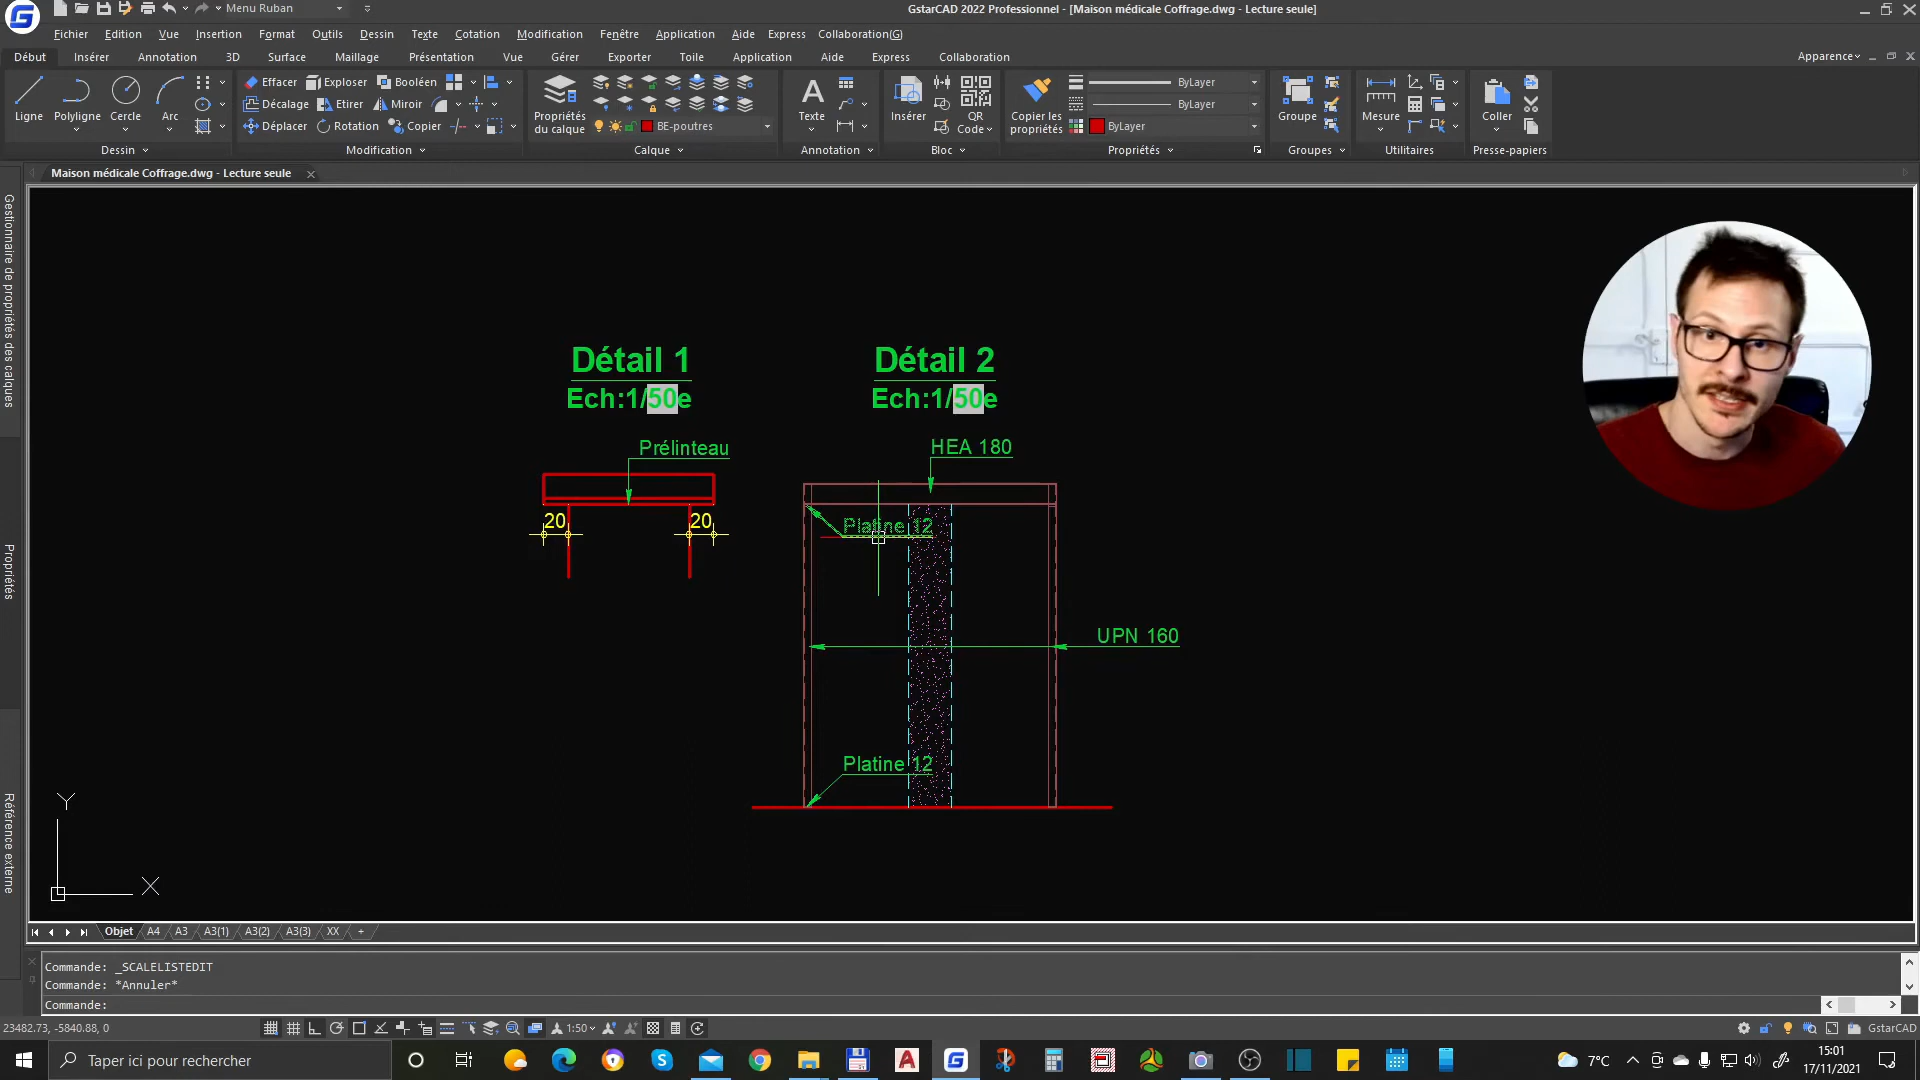 Menu Ruban
GstarCAD 2022 Professionnel - [Maison médicale Coffrage.dwg - Lecture seule]
Fichier Edition Vue Insertion Format Outils Dessin Texte Cotation Modification Fenêtre Application Aide Express Collaboration(G)
Début Insérer Annotation 3D Surface Maillage Présentation Vue Gérer Exporter Toile Application Aide Express Collaboration Apparence
Ligne Polyligne Cercle Arc
Effacer Exploser Booléen
Décalage Etirer Miroir
Déplacer Rotation Copier
Propriétés du calque
BE-poutres
Texte
Insérer
QR Code
Copier les propriétés
ByLayer
ByLayer
ByLayer
Groupe
Mesure
Coller
Dessin Modification Calque Annotation Bloc Propriétés Groupes Utilitaires Presse-papiers
Maison médicale Coffrage.dwg - Lecture seule
Gestionnaire de propriétés des calques
Propriétés
Référence externe
Détail 1
Ech:1/50e
Prélinteau
20 20
Détail 2
Ech:1/50e
HEA 180
Platine 12
UPN 160
Platine 12
Y
X
Objet A4 A3 A3(1) A3(2) A3(3) XX +
Commande: _SCALELISTEDIT
Commande: *Annuler*
Commande:
23482.73, -5840.88, 0
1:50
GstarCAD
Taper ici pour rechercher
7°C
15:01
17/11/2021